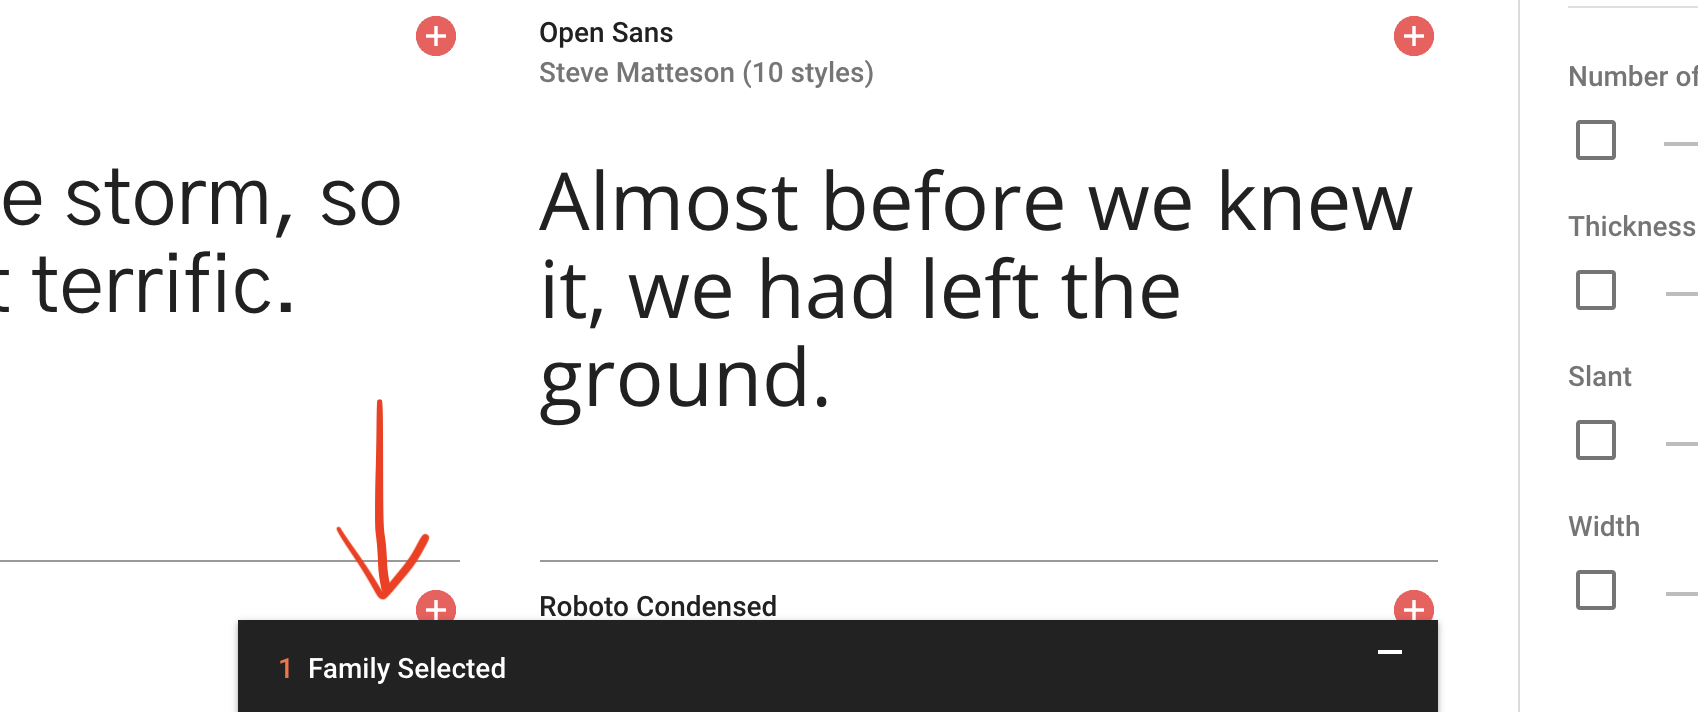 Open Sans
Steve Matteson (10 styles)
e storm, so
t terrific.
Almost before we knew
it, we had left the
ground.
Roboto Condensed
1 Family Selected
Number of
Thickness
Slant
Width